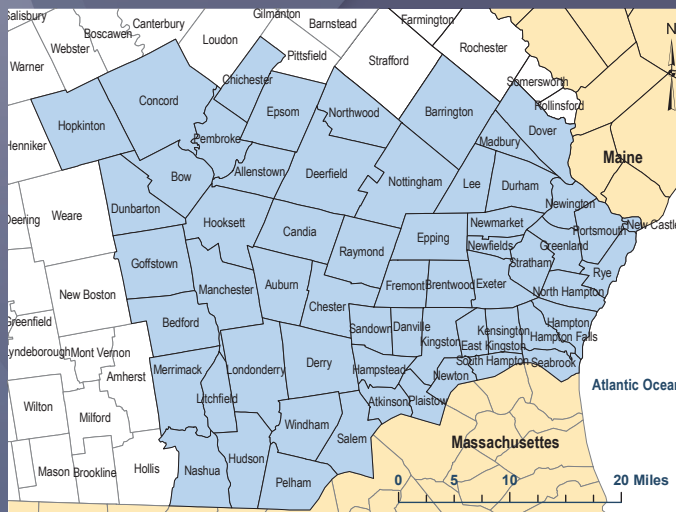 Salisbury
Boscawen
Canterbury
Gilmanton
Barnstead
Farmington
Webster
Loudon
Pittsfield
Strafford
Rochester
Warner
Chichester
Somersworth
Concord
Rollinsford
Hopkinton
Epsom
Northwood
Barrington
Dover
Henniker
Pembroke
Madbury
Maine
Bow
Allenstown
Deerfield
Nottingham
Lee
Durham
Dunbarton
Newington
Weare
Deering
Hooksett
Candia
Newmarket
Portsmouth
New Castle
Epping
Raymond
Newfields
Greenland
Goffstown
Stratham
Rye
Manchester
Auburn
Fremont
Brentwood
Exeter
North Hampton
New Boston
Chester
Greenfield
Bedford
Sandown
Danville
Kingston
Kensington
Hampton
Hampton Falls
East Kingston
Lyndeborough
Mont Vernon
South Hampton
Seabrook
Amherst
Merrimack
Londonderry
Derry
Hampstead
Newton
Atlantic Ocean
Litchfield
Atkinson
Plaistow
Wilton
Milford
Windham
Salem
Massachusettes
Mason
Brookline
Hollis
Nashua
Hudson
Pelham
0 5 10 20 Miles
N